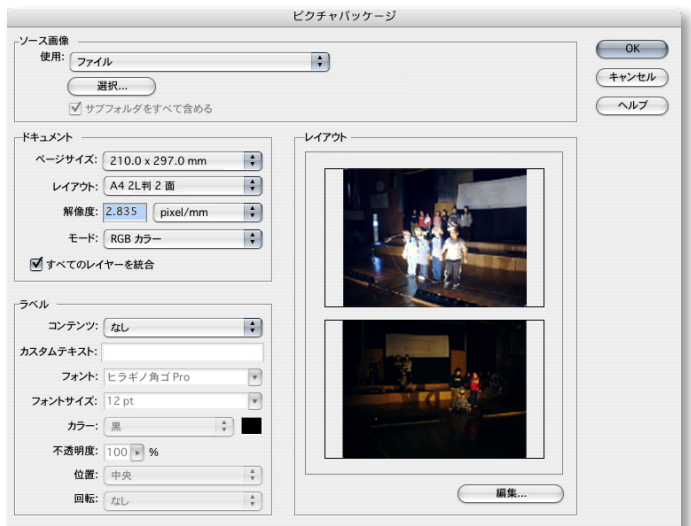 ピクチャパッケージ
ソース画像
使用: ファイル
選択...
サブフォルダをすべて含める
OK
キャンセル
ヘルプ
ドキュメント
ページサイズ: 210.0 x 297.0 mm
レイアウト: A4 2L判 2 面
解像度: 2.835 pixel/mm
モード: RGB カラー
すべてのレイヤーを統合
ラベル
コンテンツ: なし
カスタムテキスト:
フォント: ヒラギノ角ゴ Pro
フォントサイズ: 12 pt
カラー: 黒
不透明度: 100 %
位置: 中央
回転: なし
レイアウト
編集...